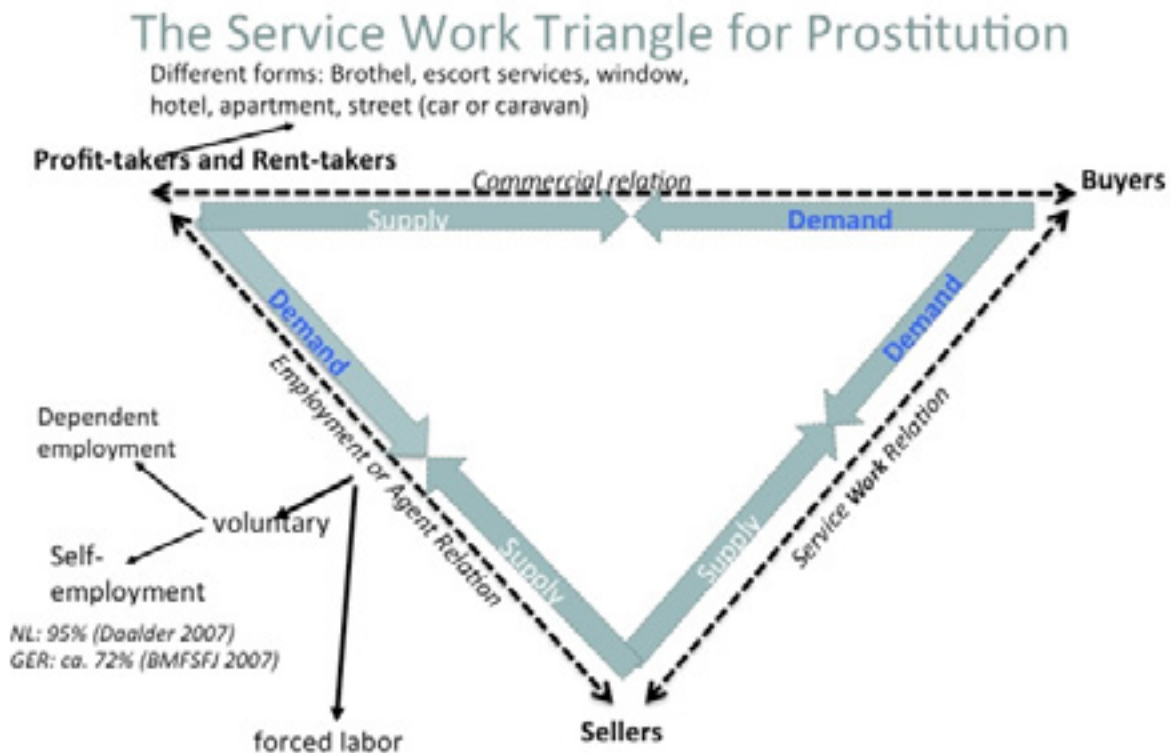 The Service Work Triangle for Prostitution
Different forms: Brothel, escort services, window,
hotel, apartment, street (car or caravan)
Profit-takers and Rent-takers
Commercial relation
Buyers
Supply
Demand
Demand
Demand
Employment or Agent Relation
Service Work Relation
Dependent
employment
voluntary
Self-
employment
NL: 95% (Daalder 2007)
GER: ca. 72% (BMFSFJ 2007)
Supply
Supply
forced labor
Sellers